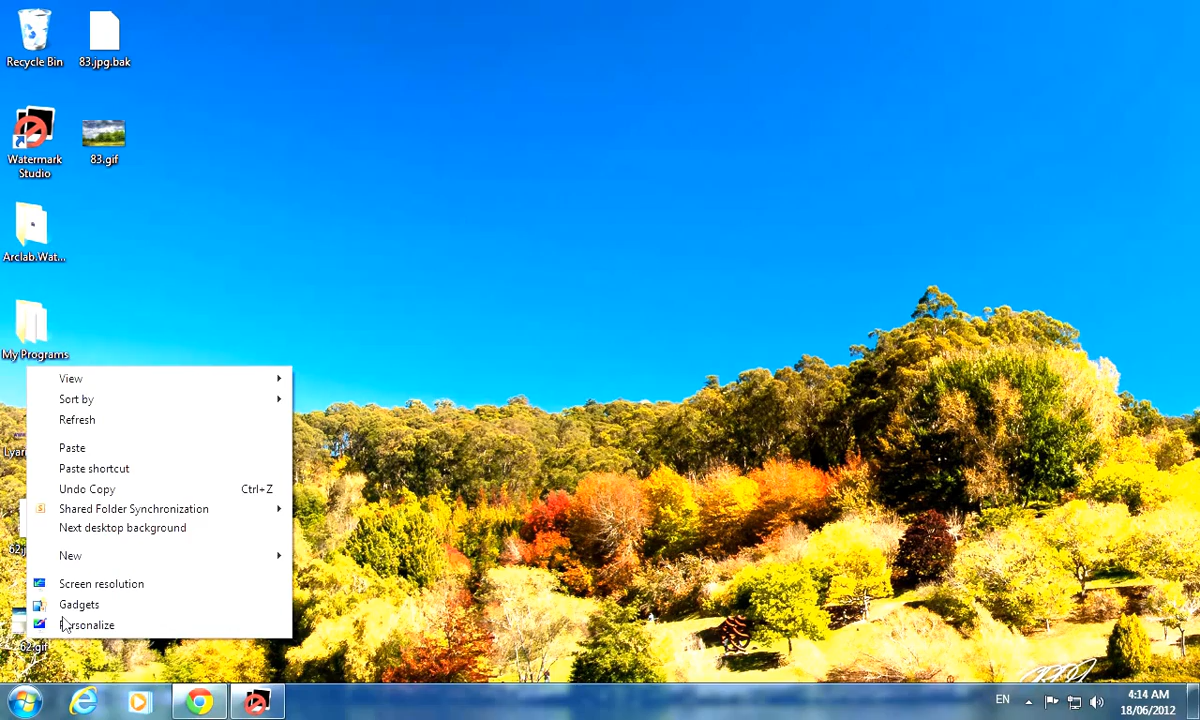 Recycle Bin
83.jpg.bak
Watermark
Studio
83.gif
Arclab.Wat...
My Programs
View
Sort by
Refresh
Paste
Paste shortcut
Undo Copy Ctrl+Z
Shared Folder Synchronization
Next desktop background
New
Screen resolution
Gadgets
Personalize
62.gif
EN
4:14 AM
18/06/2012